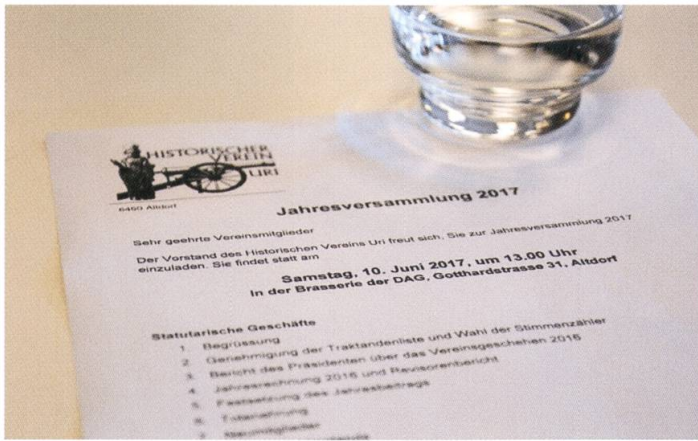 HISTORISCHER
VEREIN
URI
6460 Altdorf
Jahresversammlung 2017
Sehr geehrte Vereinsmitglieder
Der Vorstand des Historischen Vereins Uri freut sich, Sie zur Jahresversammlung 2017
einzuladen. Sie findet statt am
Samstag, 10. Juni 2017, um 13.00 Uhr
In der Brasserie der DAG, Gotthardstrasse 31, Altdorf
Statutarische Geschäfte
1. Begrüssung
2. Genehmigung der Traktandenliste und Wahl der Stimmenzähler
3. Bericht des Präsidenten über das Vereinsgeschehen 2016
4. Jahresrechnung 2016 und Revisorenbericht
5. Festsetzung des Jahresbeitrags
6. Totenehrung
7. Neumitglieder